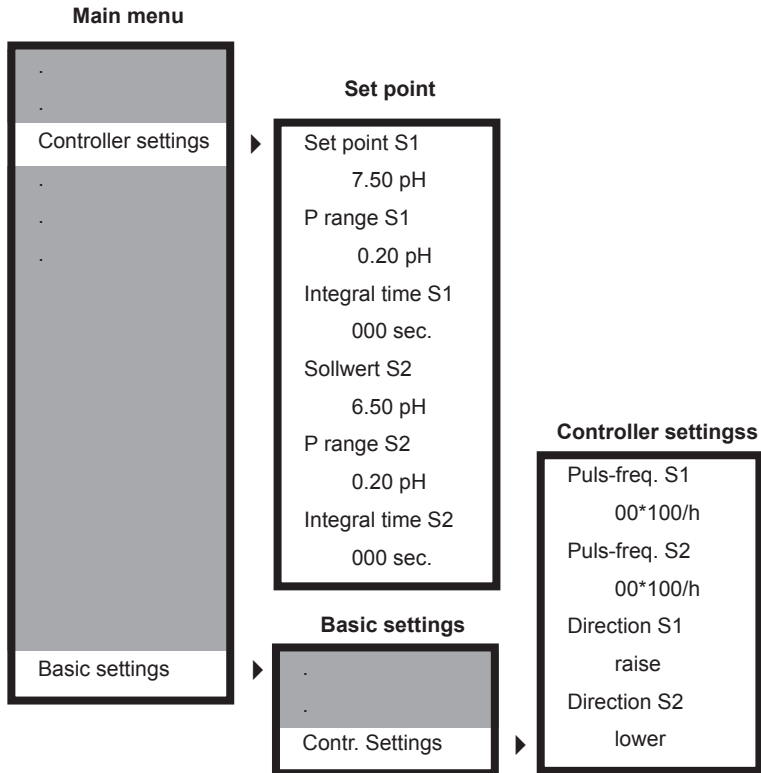 Main menu
.
.
Controller settings
.
.
.
Basic settings
Set point
Set point S1
7.50 pH
P range S1
0.20 pH
Integral time S1
000 sec.
Sollwert S2
6.50 pH
P range S2
0.20 pH
Integral time S2
000 sec.
Basic settings
.
.
Contr. Settings
Controller settingss
Puls-freq. S1
00*100/h
Puls-freq. S2
00*100/h
Direction S1
raise
Direction S2
lower